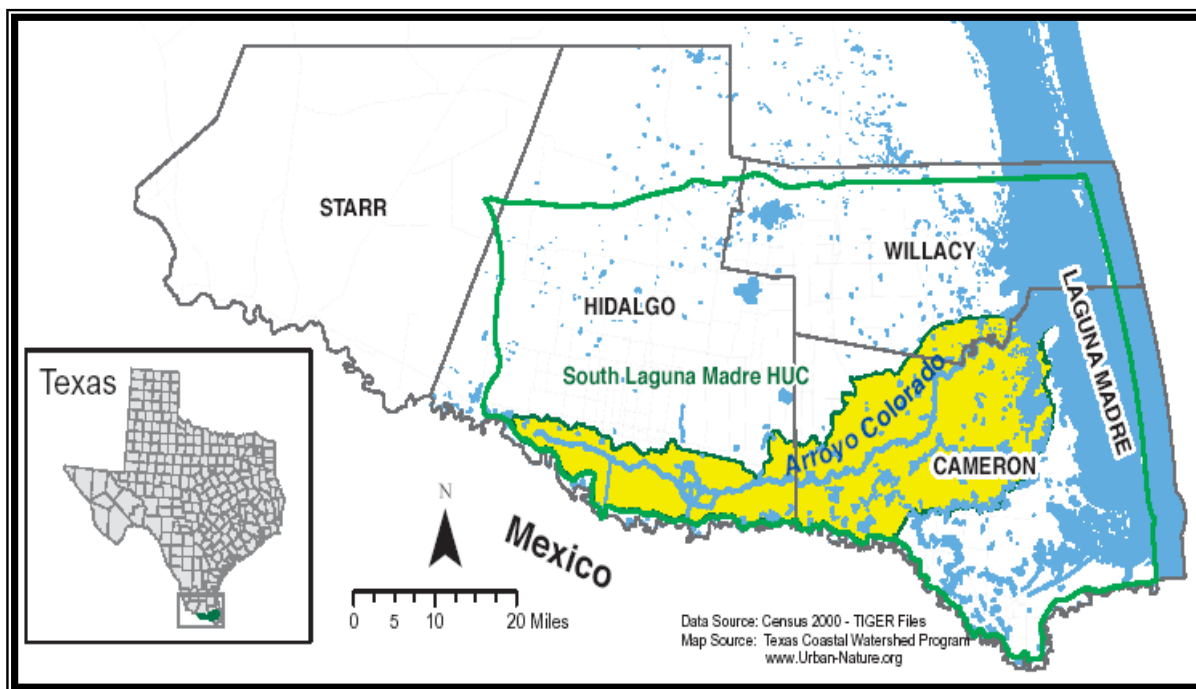 STARR
WILLACY
HIDALGO
LAGUNA MADRE
South Laguna Madre HUC
Arroyo Colorado
CAMERON
Texas
N
Mexico
0 5 10 20 Miles
Data Source: Census 2000 - TIGER Files
Map Source: Texas Coastal Watershed Program
www.Urban-Nature.org